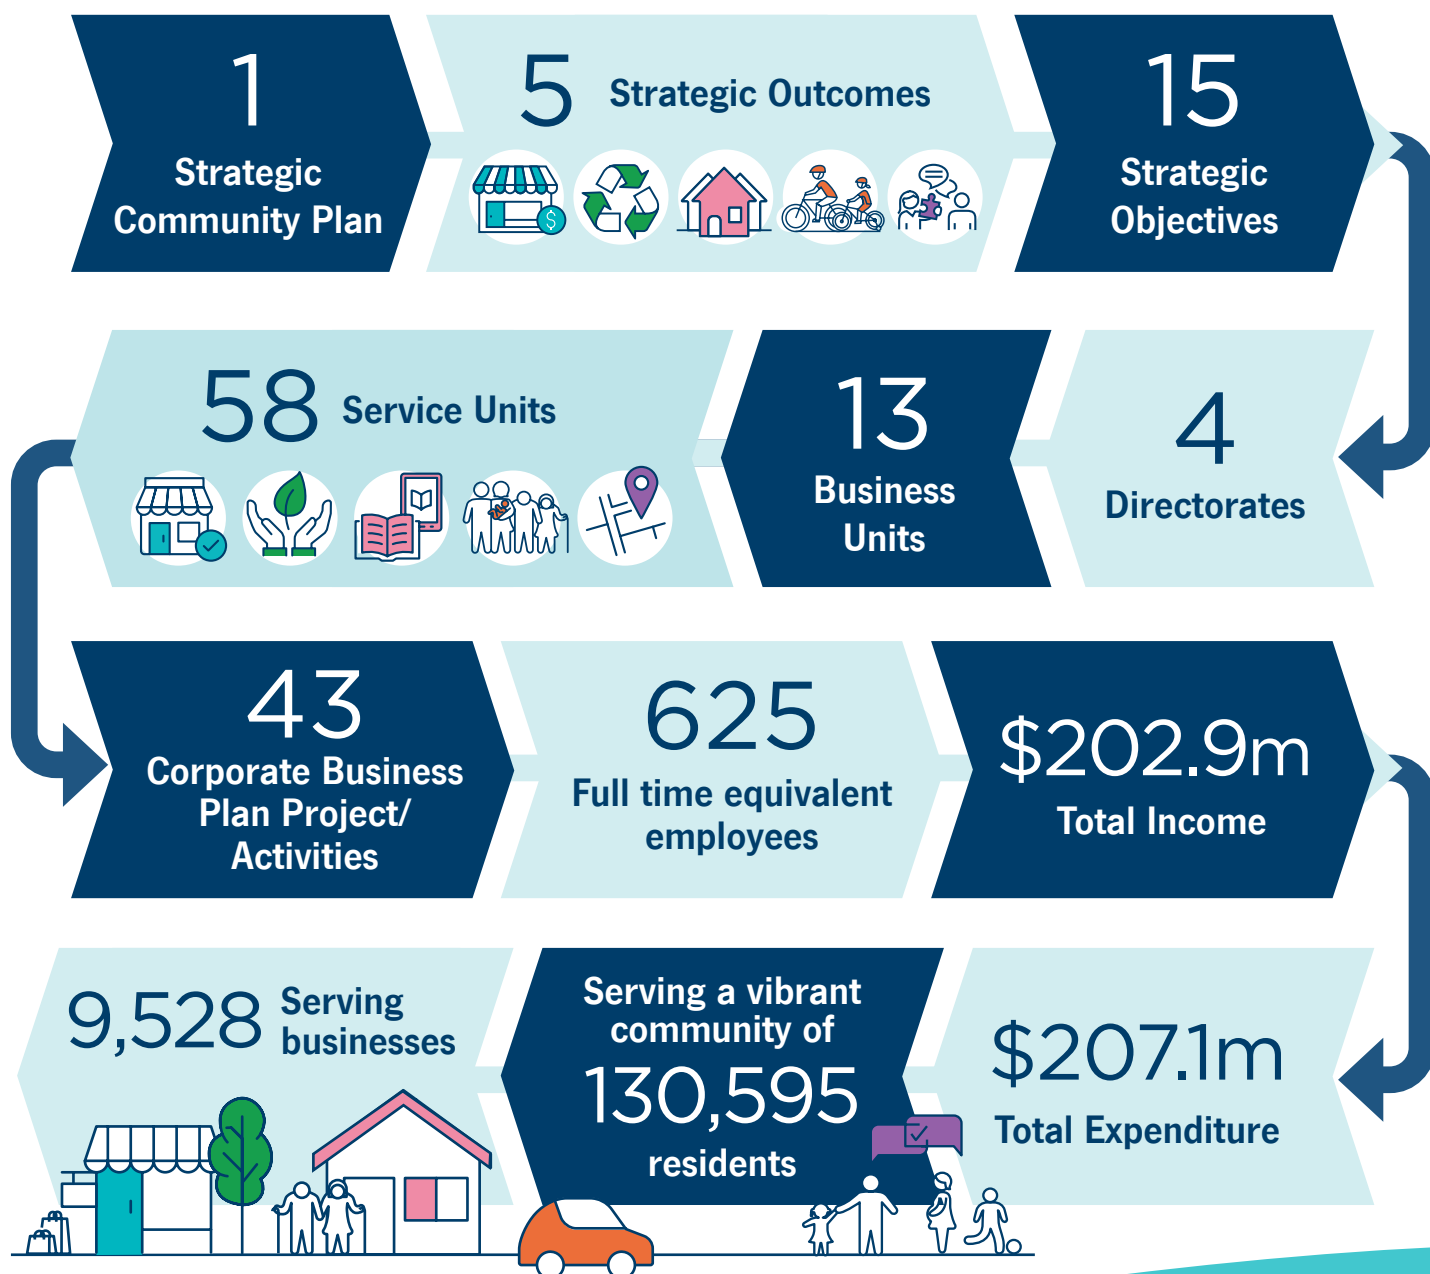 1
Strategic
Community Plan
5 Strategic Outcomes
$
15
Strategic
Objectives
4
Directorates
13
Business
Units
58 Service Units
43
Corporate Business
Plan Project/
Activities
625
Full time equivalent
employees
$202.9m
Total Income
$207.1m
Total Expenditure
Serving a vibrant
community of
130,595
residents
9,528 Serving
businesses